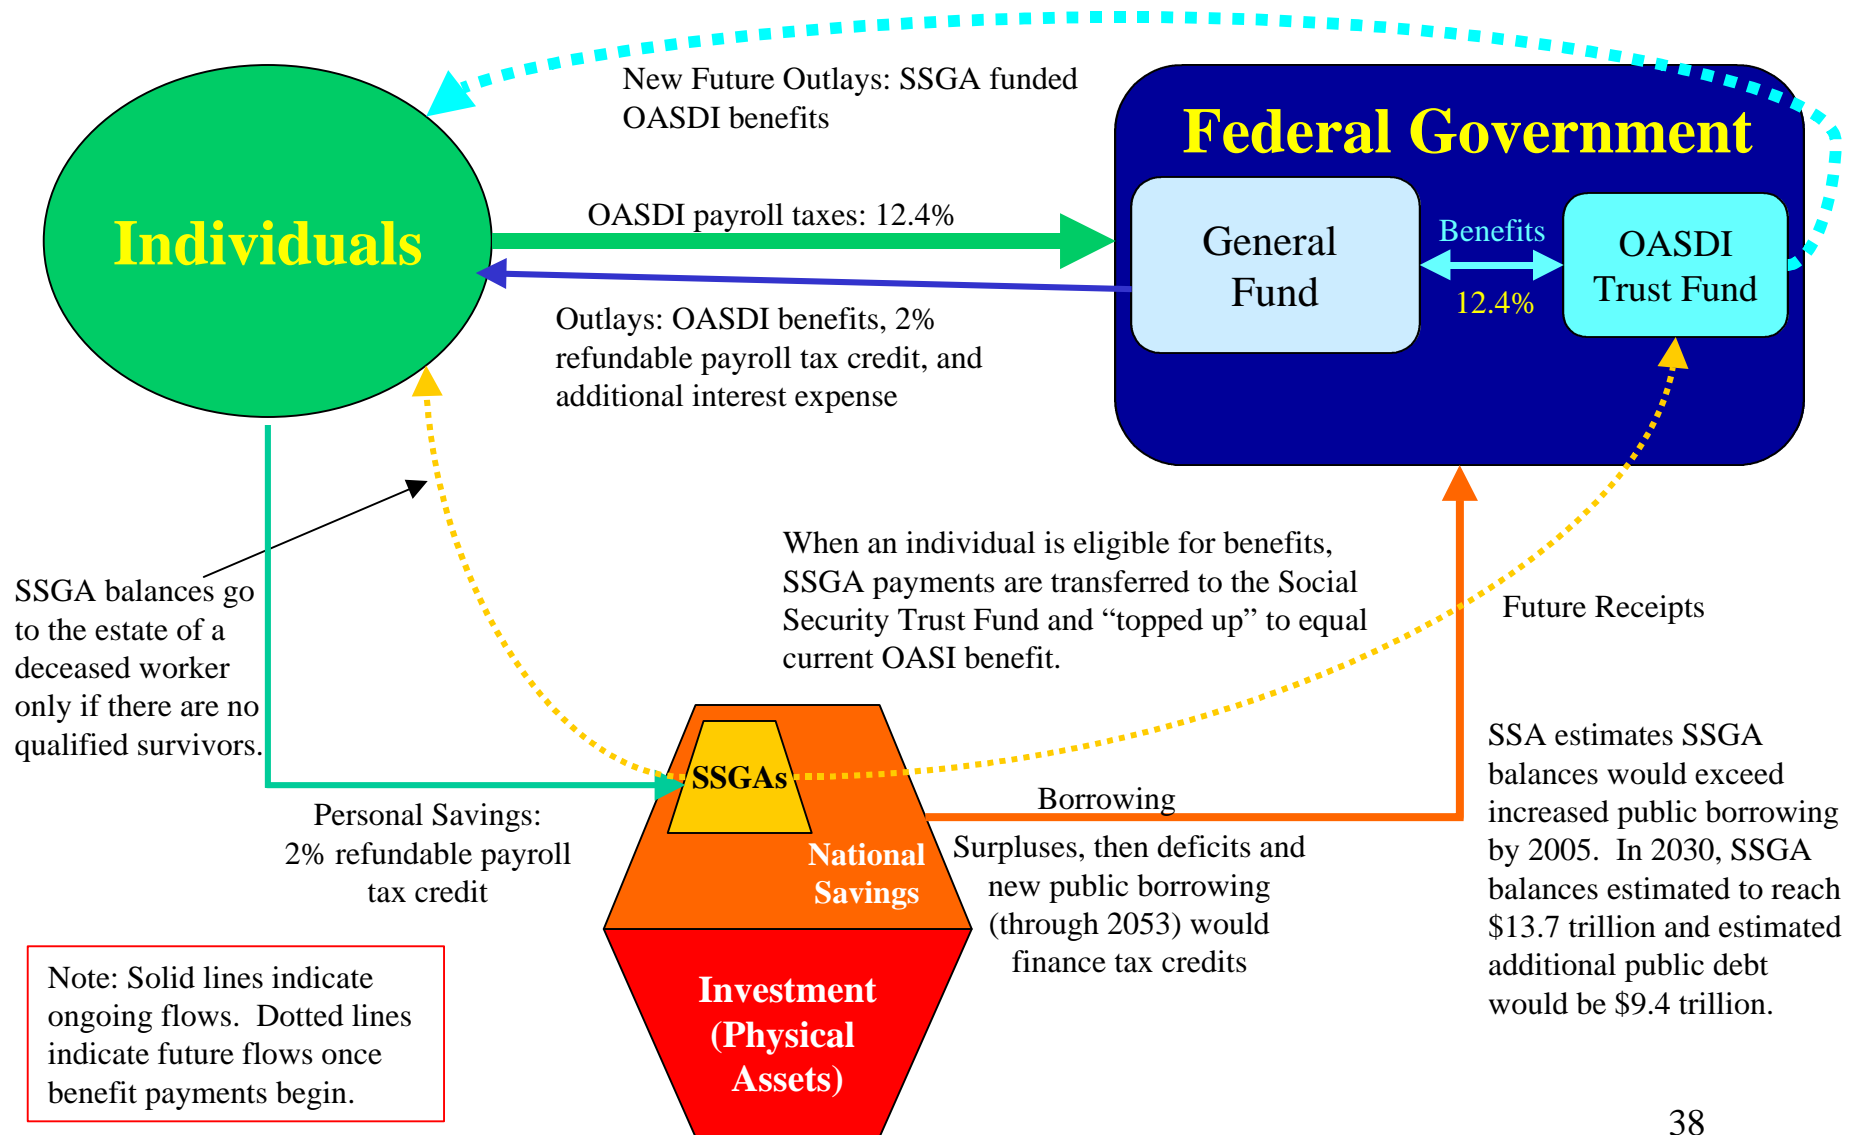 New Future Outlays: SSGA funded
OASDI benefits
Federal Government
Individuals
OASDI payroll taxes: 12.4%
General
Fund
Benefits
12.4%
OASDI
Trust Fund
Outlays: OASDI benefits, 2%
refundable payroll tax credit, and
additional interest expense
SSGA balances go
to the estate of a
deceased worker
only if there are no
qualified survivors.
When an individual is eligible for benefits,
SSGA payments are transferred to the Social
Security Trust Fund and “topped up” to equal
current OASI benefit.
Future Receipts
SSGAs
National
Savings
Investment
(Physical
Assets)
Personal Savings:
2% refundable payroll
tax credit
Borrowing
Surpluses, then deficits and
new public borrowing
(through 2053) would
finance tax credits
SSA estimates SSGA
balances would exceed
increased public borrowing
by 2005.  In 2030, SSGA
balances estimated to reach
$13.7 trillion and estimated
additional public debt
would be $9.4 trillion.
Note: Solid lines indicate
ongoing flows.  Dotted lines
indicate future flows once
benefit payments begin.
38